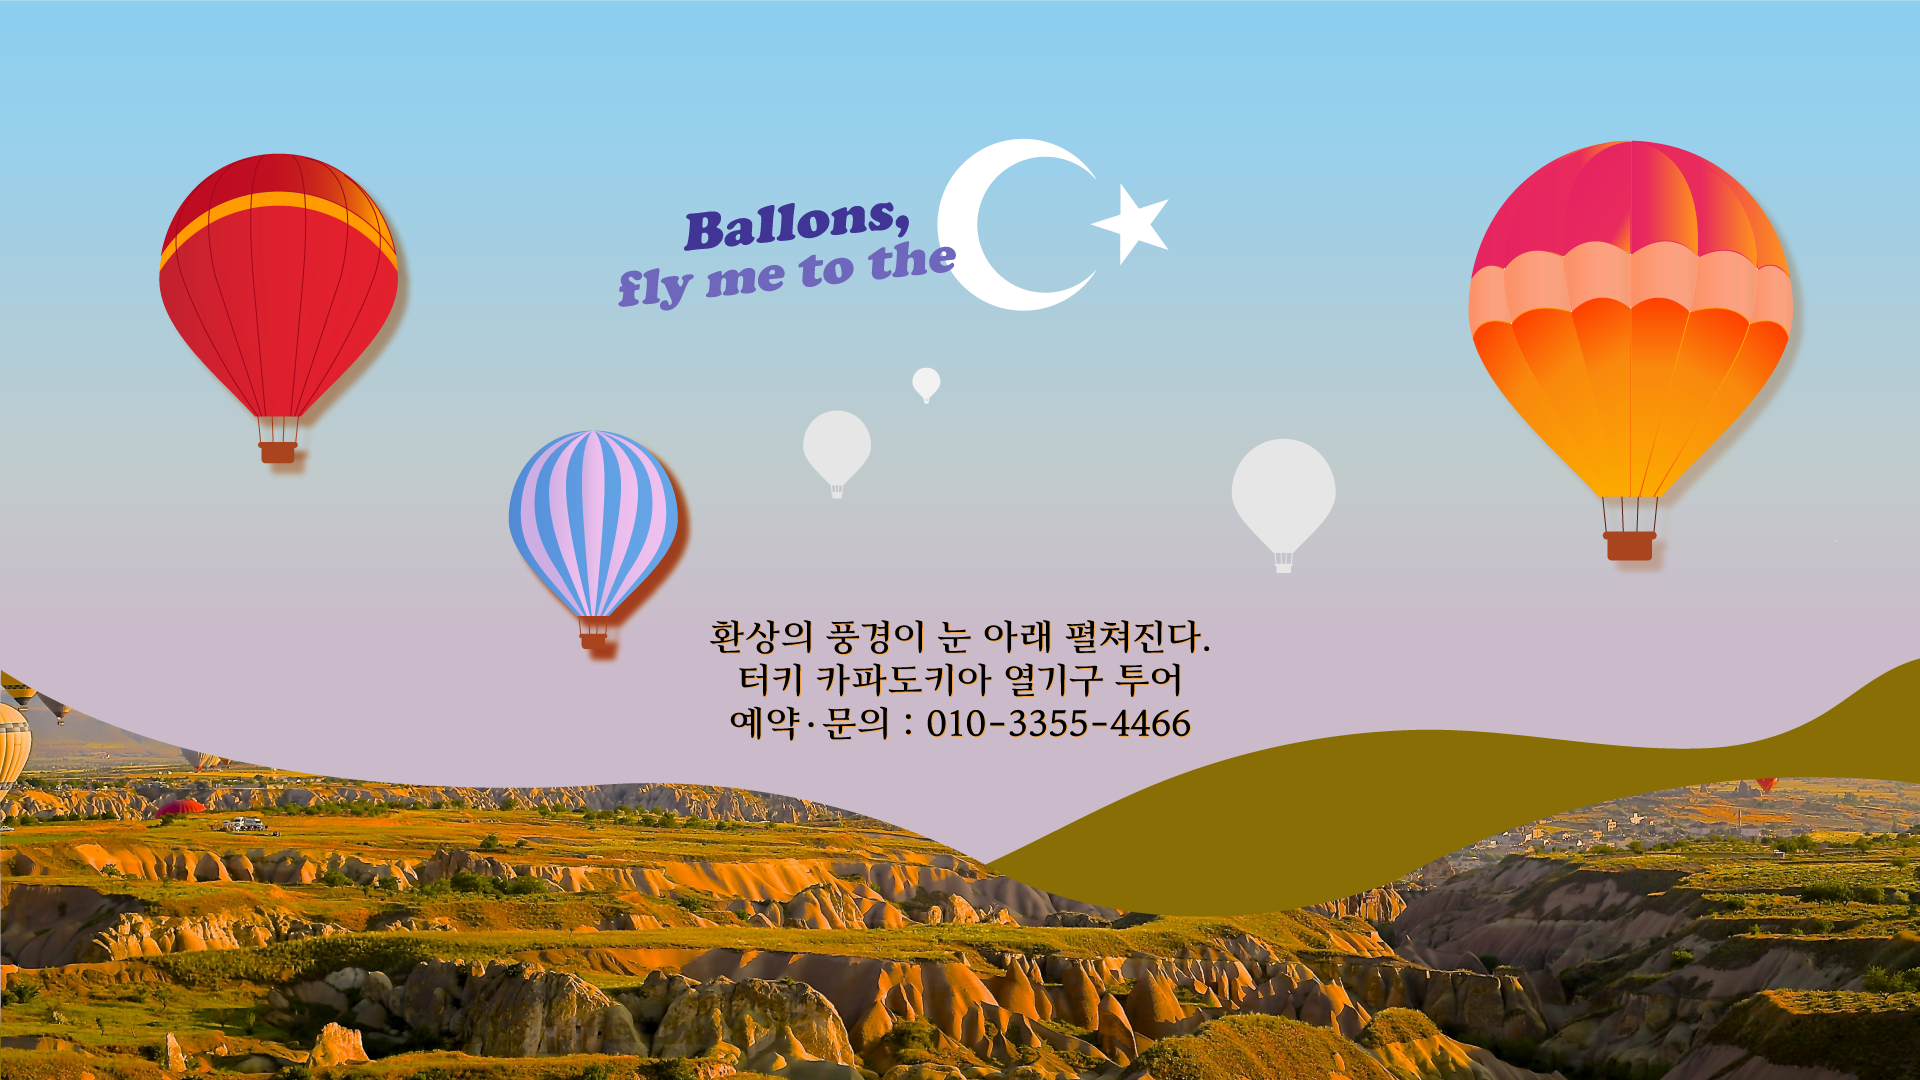 Ballons,
fly me to the
환상의 풍경이 눈 아래 펼쳐진다.
터키 카파도키아 열기구 투어
예약·문의 : 010-3355-4466